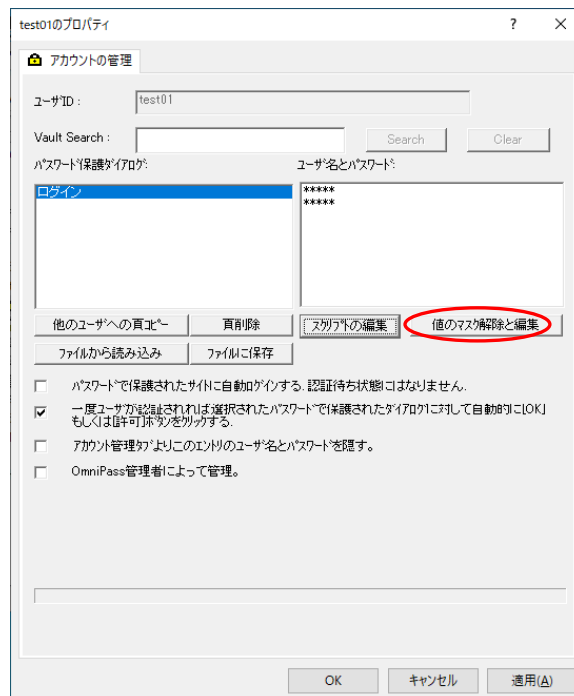 test01のプロパティ
アカウントの管理
ユーザID :
test01
Vault Search :
Search
Clear
パスワード保護ダイアログ:
ユーザ名とパスワード:
ログイン
*****
*****
他のユーザへの頁コピー
頁削除
スクリプトの編集
値のマスク解除と編集
ファイルから読み込み
ファイルに保存
パスワードで保護されたサイトに自動ログインする. 認証待ち状態にはなりません.
一度ユーザが認証されれば選択されたパスワードで保護されたダイアログに対して自動的に[OK]
もしくは[許可]ボタンをクリックする.
アカウント管理タブよりこのエントリのユーザ名とパスワードを隠す。
OmniPass管理者によって管理。
OK
キャンセル
適用(A)